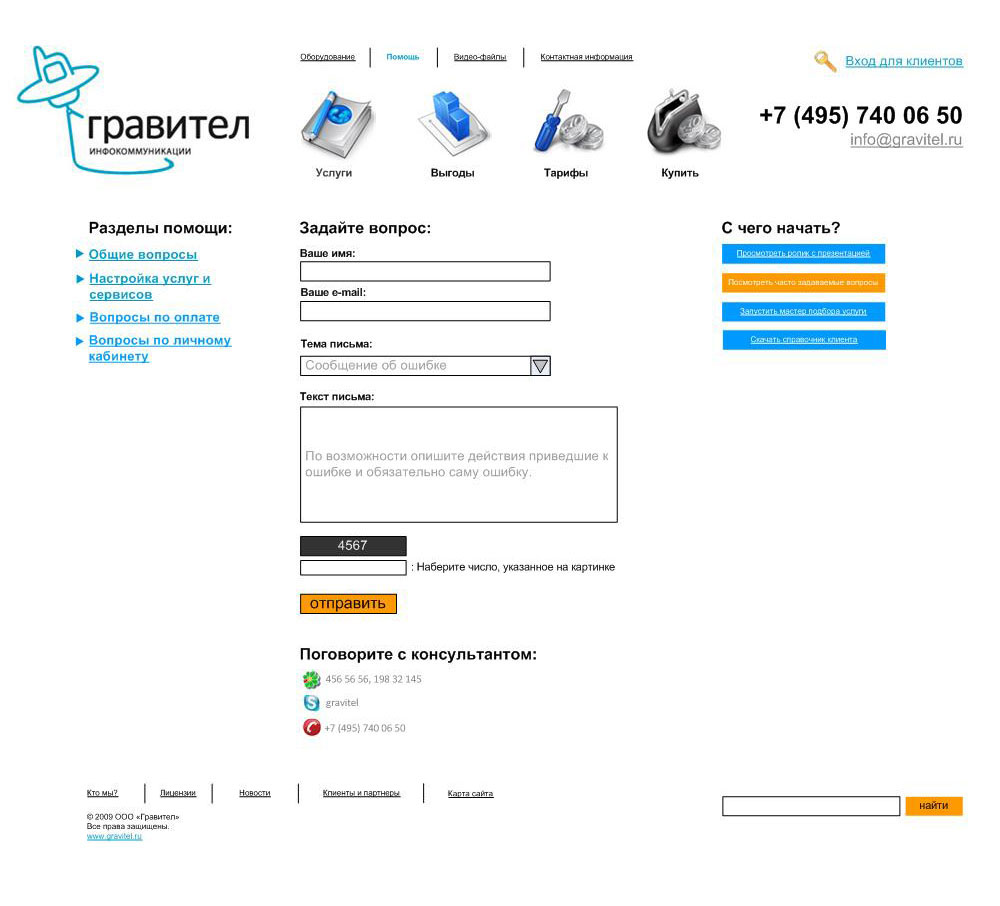 Оборудование
Помошь
Видео-файлы
Контактная информация
Вход для клиентов
гравител
ИНФОКОММУНИКАЦИИ
+7 (495) 740 06 50
info@gravitel.ru
Услуги
Выгоды
Тарифы
Купить
Разделы помощи:
Общие вопросы
Настройка услуг и
сервисов
Вопросы по оплате
Вопросы по личному
кабинету
Задайте вопрос:
Ваше имя:
Ваше e-mail:
Тема письма:
Сообщение об ошибке
Текст письма:
По возможности опишите действия приведшие к
ошибке и обязательно саму ошибку.
4567
: Наберите число, указанное на картинке
отправить
С чего начать?
Просмотреть ролик с презентацией
Посмотреть часто задаваемые вопросы
Запустить мастер подбора услуги
Скачать справочник клиента
Поговорите с консультантом:
456 56 56, 198 32 145
gravitel
+7 (495) 740 06 50
Кто мы?
Лицензии
Новости
Клиенты и партнеры
Карта сайта
найти
© 2009 ООО «Гравител»
Все права защищены.
www.gravitel.ru